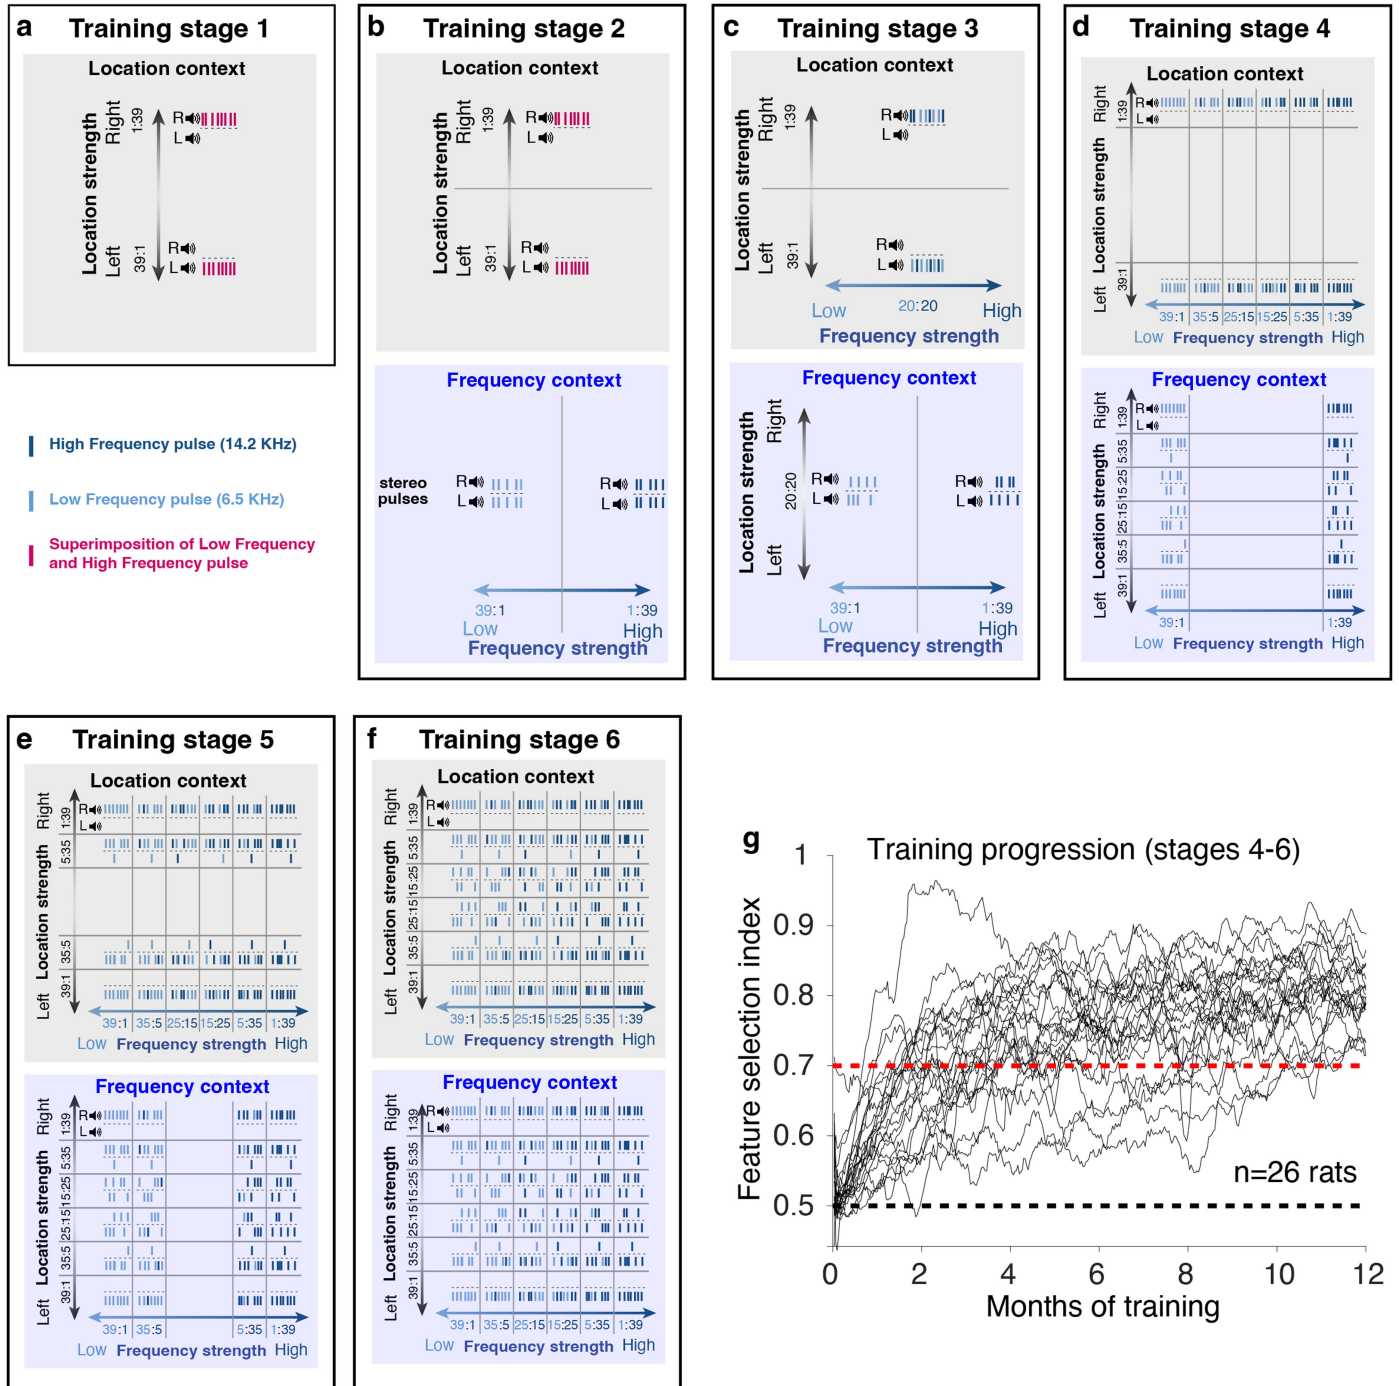 a Training stage 1
Location context
Location strength
Right
1:39
R
L
Left
39:1
R
L
High Frequency pulse (14.2 KHz)
Low Frequency pulse (6.5 KHz)
Superimposition of Low Frequency
and High Frequency pulse
b Training stage 2
Location context
Location strength
Right
1:39
R
L
Left
39:1
R
L
Frequency context
stereo
pulses
R
L
R
L
39:1
1:39
Low
High
Frequency strength
c Training stage 3
Location context
Location strength
Right
1:39
R
L
Left
39:1
R
L
Low
20:20
High
Frequency strength
Frequency context
Location strength
Right
20:20
Left
R
L
R
L
39:1
1:39
Low
High
Frequency strength
d Training stage 4
Location context
Location strength
Right
1:39
R
L
Left
39:1
39:1 35:5 25:15 15:25 5:35 1:39
Low Frequency strength High
Frequency context
Location strength
Right
1:39
R
L
5:35
15:25
25:15
35:5
Left
39:1
39:1 1:39
Low Frequency strength High
e Training stage 5
Location context
Location strength
Right
1:39
R
L
5:35
35:5
Left
39:1
39:1 35:5 25:15 15:25 5:35 1:39
Low Frequency strength High
Frequency context
Location strength
Right
1:39
R
L
5:35
15:25
25:15
35:5
Left
39:1
39:1 35:5 5:35 1:39
Low Frequency strength High
f Training stage 6
Location context
Location strength
Right
1:39
R
L
5:35
15:25
25:15
35:5
Left
39:1
39:1 35:5 25:15 15:25 5:35 1:39
Low Frequency strength High
Frequency context
Location strength
Right
1:39
R
L
5:35
15:25
25:15
35:5
Left
39:1
39:1 35:5 25:15 15:25 5:35 1:39
Low Frequency strength High
g Training progression (stages 4-6)
Feature selection index
1
0.9
0.8
0.7
0.6
0.5
n=26 rats
0 2 4 6 8 10 12
Months of training